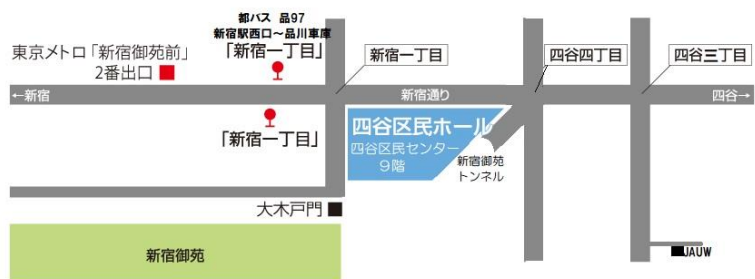 都バス 品97
新宿駅西口～品川車庫
「新宿一丁目」
東京メトロ「新宿御苑前」
2番出口
新宿一丁目
四谷四丁目
四谷三丁目
←新宿
新宿通り
四谷→
「新宿一丁目」
四谷区民ホール
四谷区民センター
9階
新宿御苑
トンネル
大木戸門
新宿御苑
JAUW